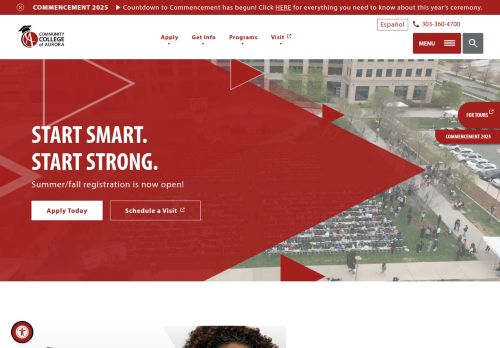 COMMENCEMENT 2025 ▶ Countdown to Commencement has begun! Click HERE for everything you need to know about this year's ceremony.
Español 303-360-4700
COMMUNITY
COLLEGE
of AURORA
Apply Get Info Programs Visit
MENU
FOX TOURS
COMMENCEMENT 2025
START SMART.
START STRONG.
Summer/fall registration is now open!
Apply Today Schedule a Visit